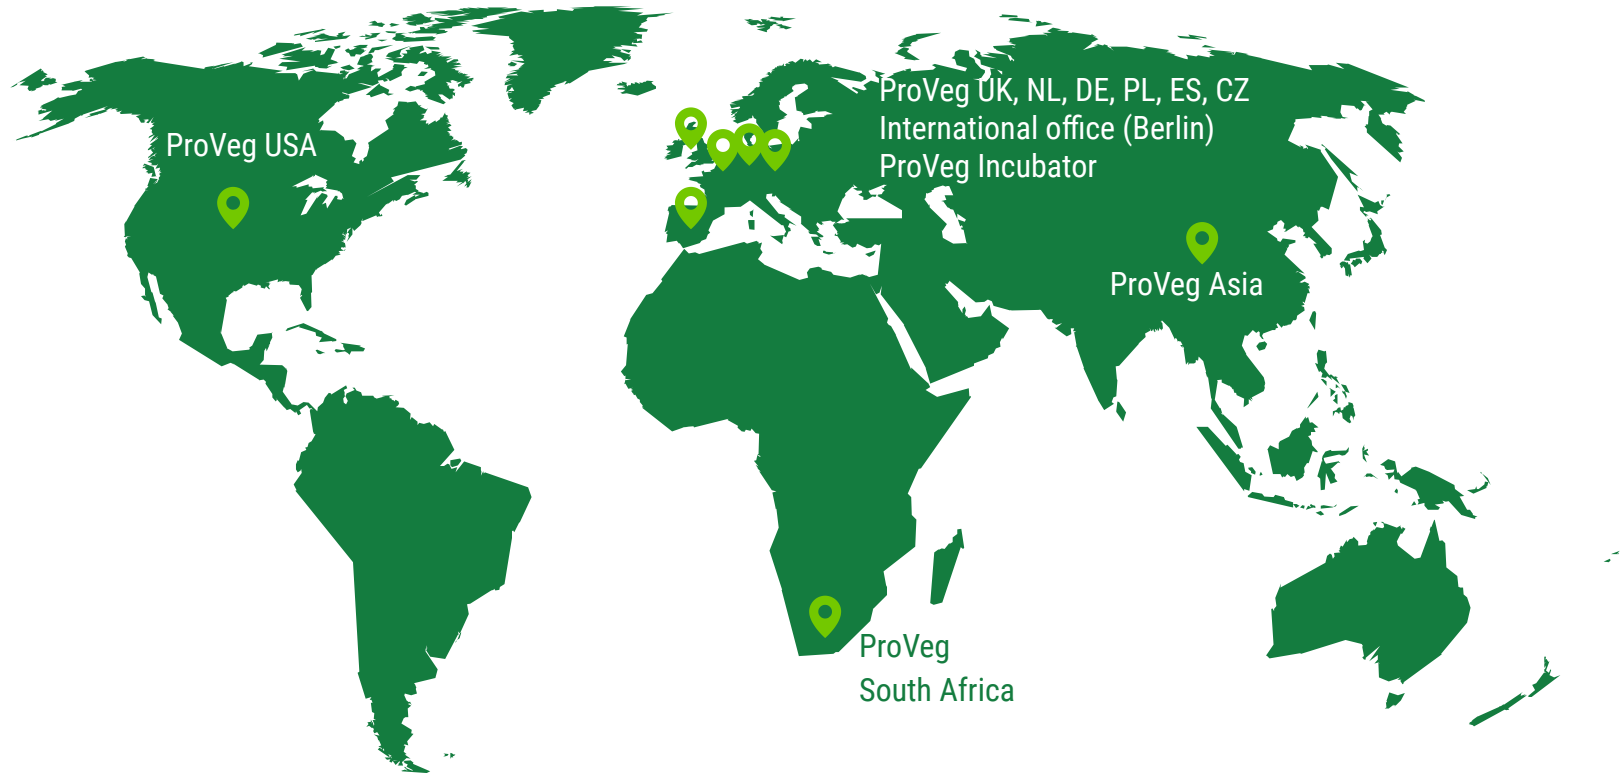 ProVeg USA
ProVeg UK, NL, DE, PL, ES, CZ
International office (Berlin)
ProVeg Incubator
ProVeg Asia
ProVeg
South Africa